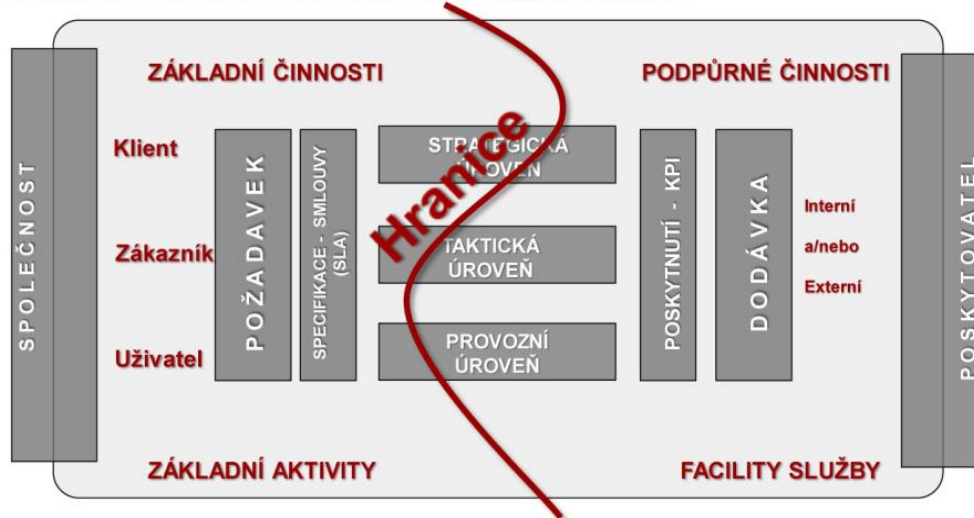 ZÁKLADNÍ ČINNOSTI
PODPŮRNÉ ČINNOSTI
SPOLEČNOST
Klient
Zákazník
Uživatel
POŽADAVEK
SPECIFIKACE - SMLOUVY
(SLA)
STRATEGICKÁ
ÚROVEŇ
TAKTICKÁ
ÚROVEŇ
PROVOZNÍ
ÚROVEŇ
Hranice
POSKYTNUTÍ - KPI
DODÁVKA
Interní
a/nebo
Externí
POSKYTOVATEL
ZÁKLADNÍ AKTIVITY
FACILITY SLUŽBY